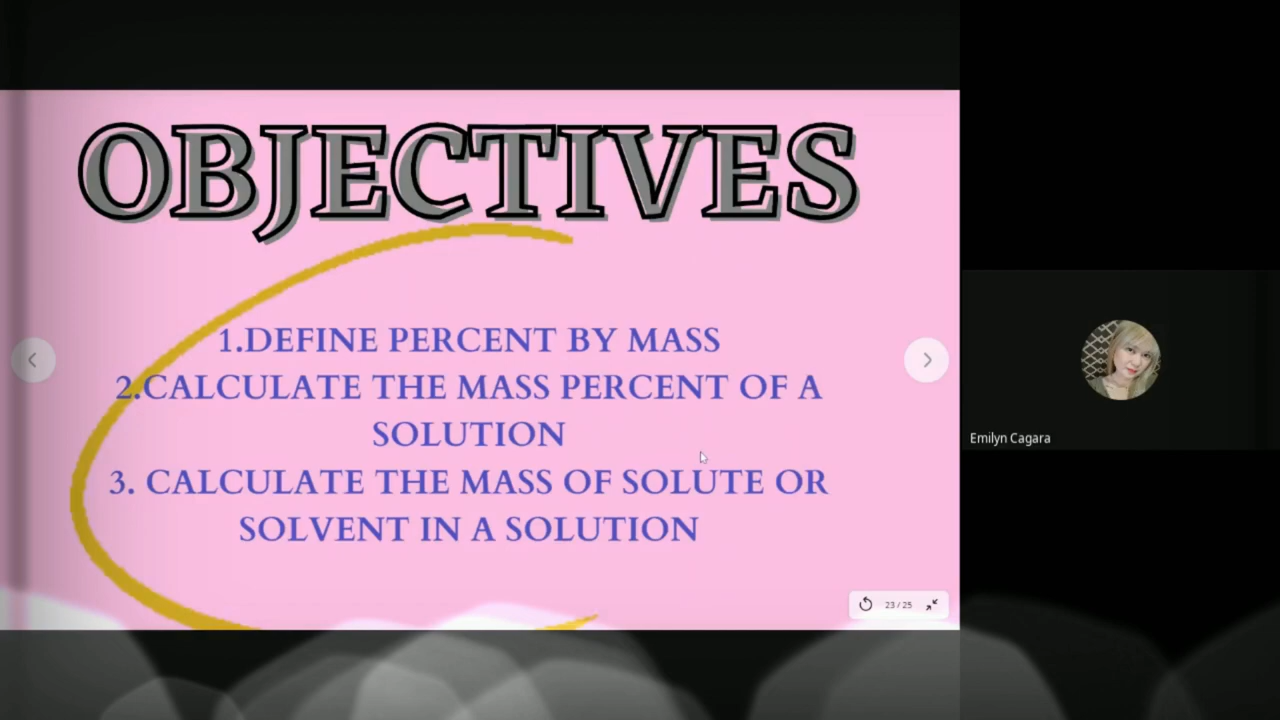 OBJECTIVES
1.DEFINE PERCENT BY MASS
2.CALCULATE THE MASS PERCENT OF A
SOLUTION
3. CALCULATE THE MASS OF SOLUTE OR
SOLVENT IN A SOLUTION
23 / 25
Emilyn Cagara